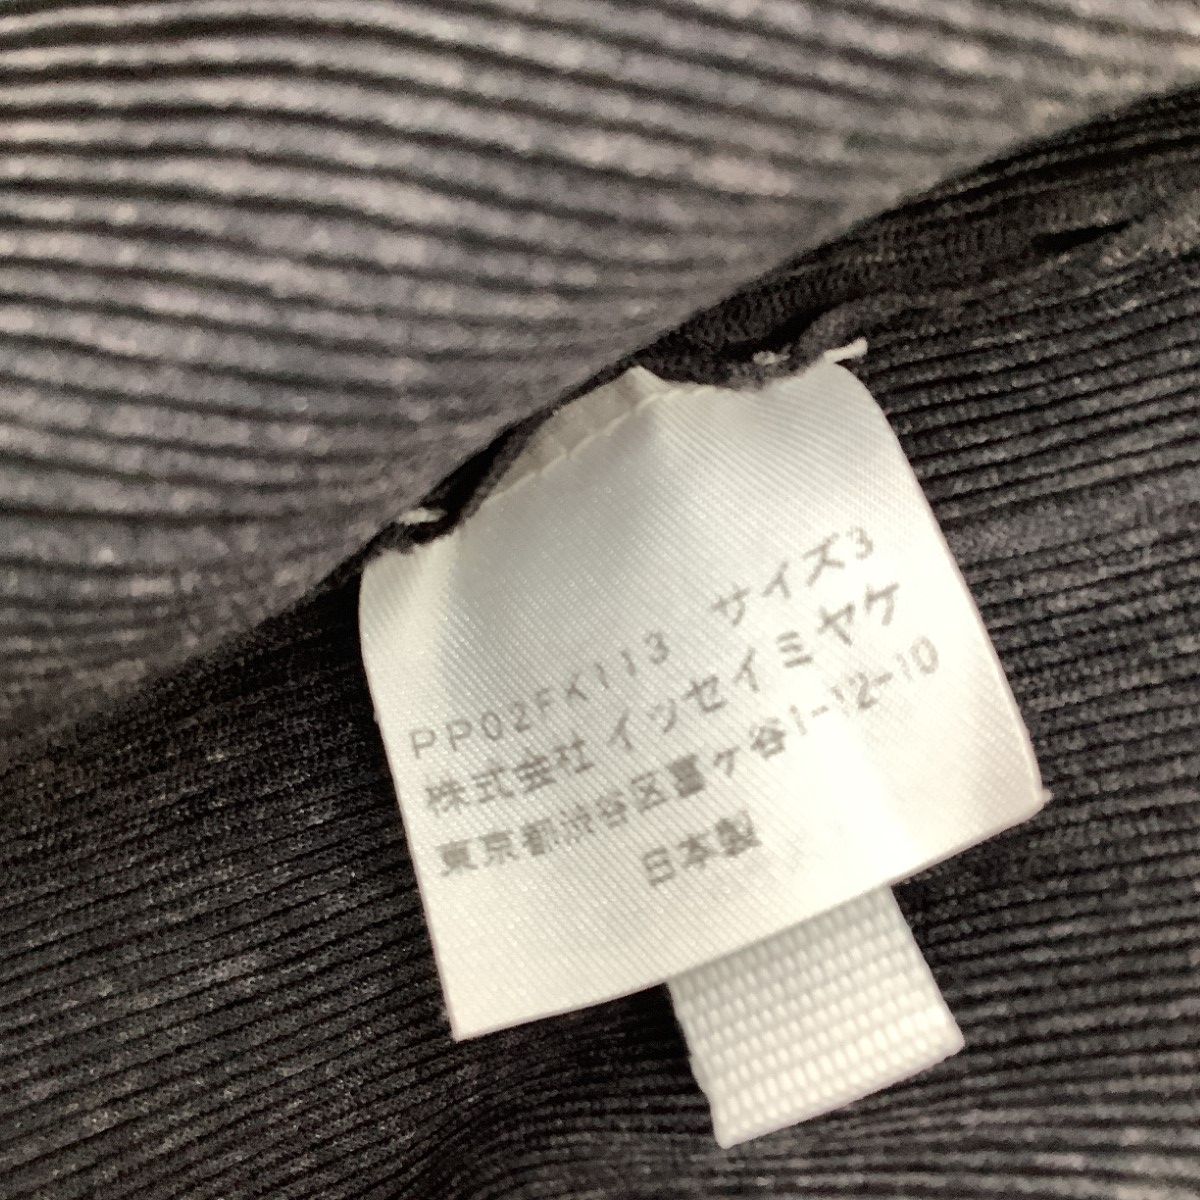 PP02FK113 サイズ3
株式会社 イッセイミヤケ
東京都渋谷区富ヶ谷1-12-10
日本製